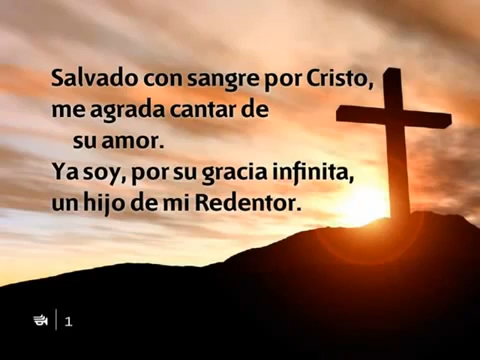 Salvado con sangre por Cristo,
me agrada cantar de
su amor.
Ya soy, por su gracia infinita,
un hijo de mi Redentor.
1